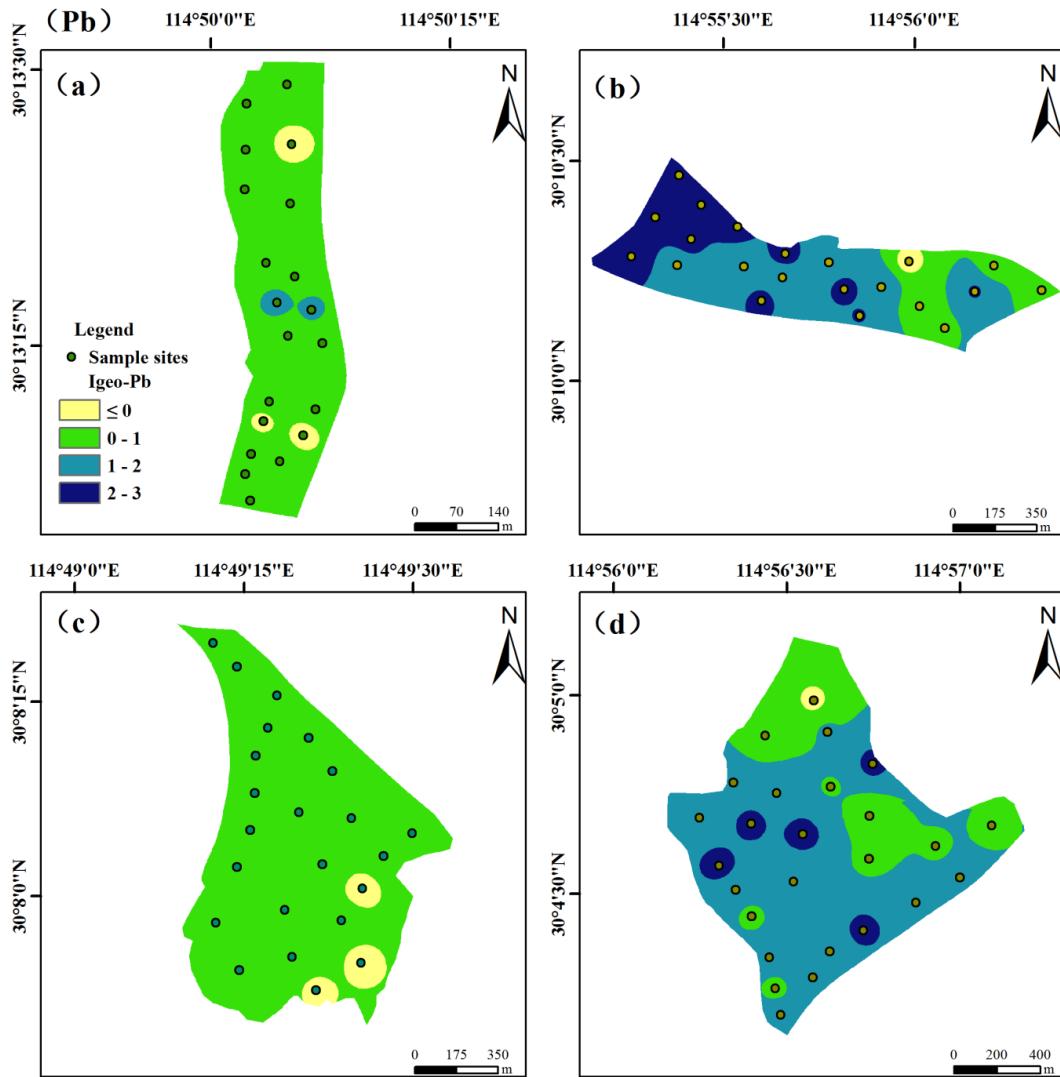 (Pb)
114°50'0"E 114°50'15"E
30°13'30"N
30°13'15"N
（a）
N
Legend
Sample sites
Igeo-Pb
≤ 0
0 - 1
1 - 2
2 - 3
0 70 140
m
114°55'30"E 114°56'0"E
30°10'30"N
30°10'0"N
（b）
N
0 175 350
m
114°49'0"E 114°49'15"E 114°49'30"E
30°8'15"N
30°8'0"N
（c）
N
0 175 350
m
114°56'0"E 114°56'30"E 114°57'0"E
30°5'0"N
30°4'30"N
（d）
N
0 200 400
m